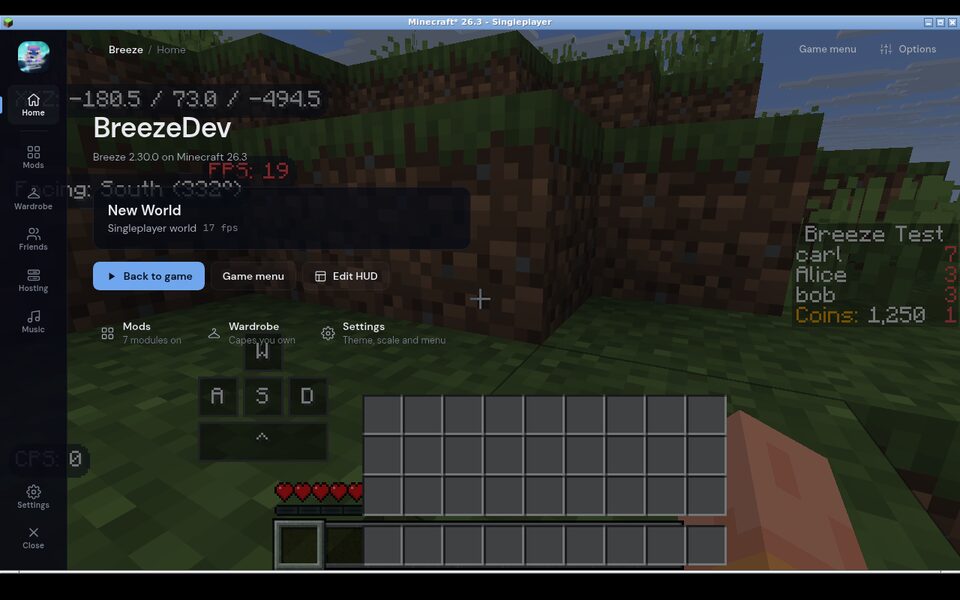 Minecraft* 26.3 - Singleplayer
Breeze / Home
Game menu
Options
-180.5 / 73.0 / -494.5
Home
BreezeDev
Breeze 2.30.0 on Minecraft 26.3
FPS: 19
Mods
Facing: South (332°)
Wardrobe
New World
Singleplayer world 17 fps
Friends
Breeze Test
carl 7
Alice 3
bob 3
Coins: 1,250 1
Hosting
Back to game
Game menu
Edit HUD
Music
Mods
7 modules on
Wardrobe
Capes you own
Settings
Theme, scale and menu
W
A
S
D
^
CPS: 0
Settings
Close